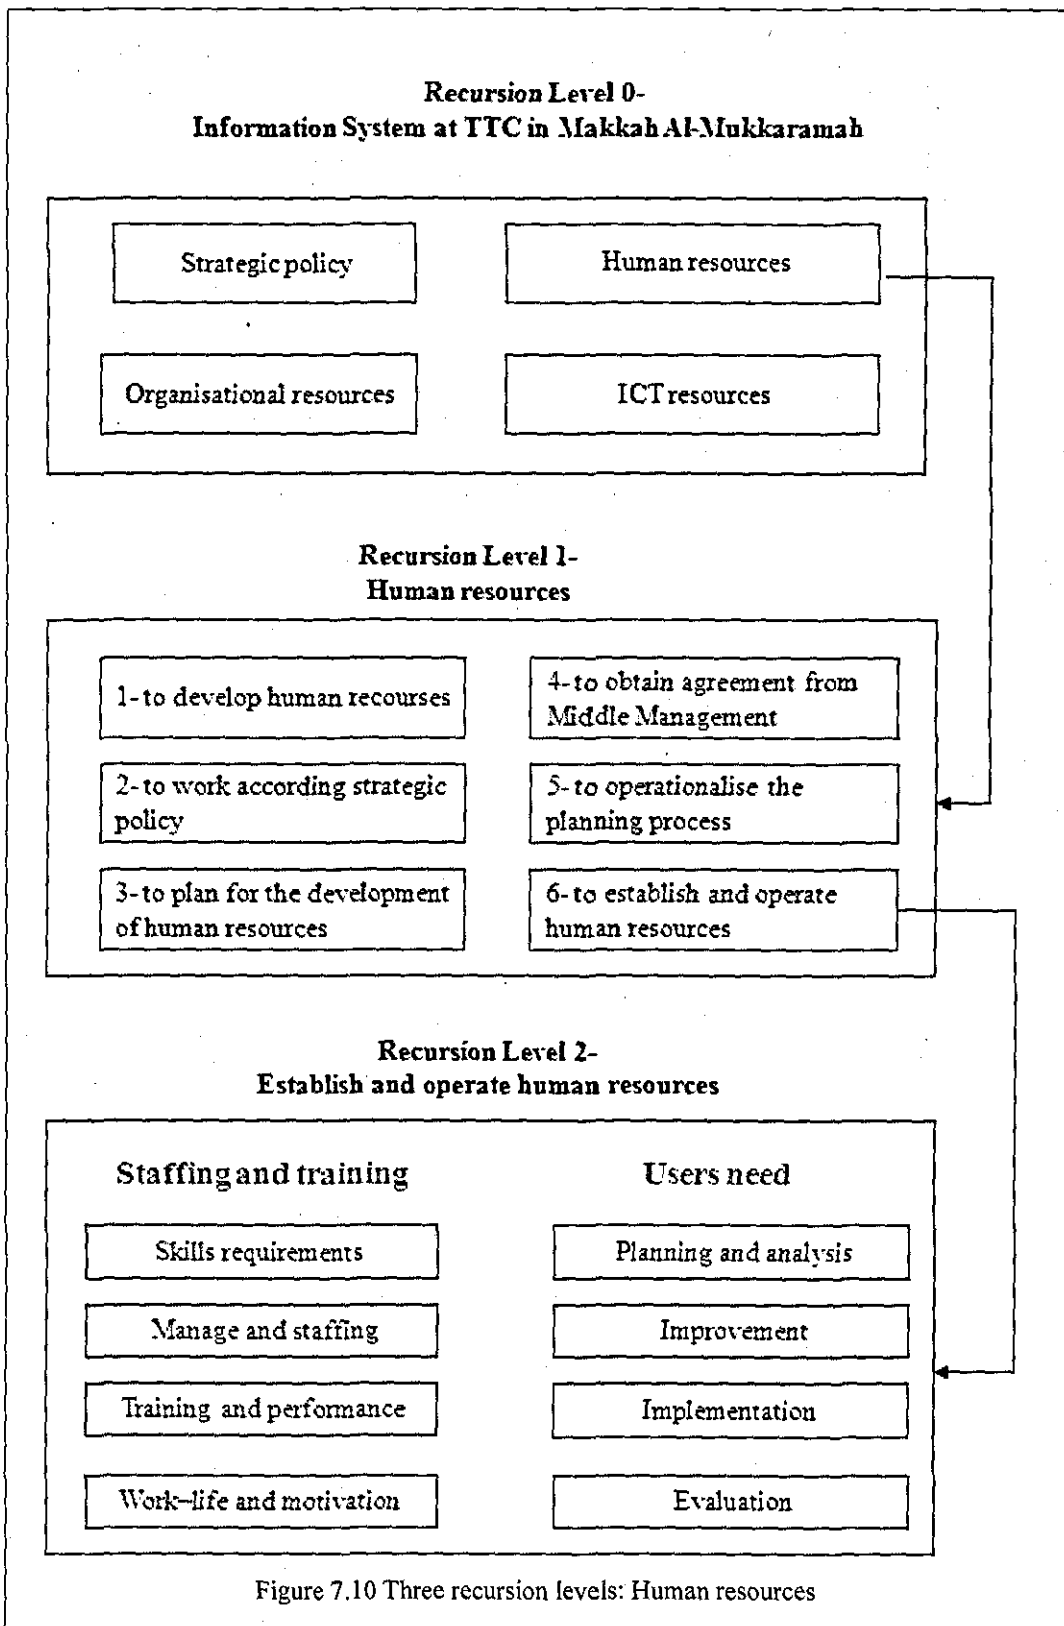 Recursion Level 0-
Information System at TTC in Makkah Al-Mukkaramah
Strategic policy
Human resources
Organisational resources
ICT resources
Recursion Level 1-
Human resources
1- to develop human recourses
4- to obtain agreement from
Middle Management
2- to work according strategic
policy
5- to operationalise the
planning process
3- to plan for the development
of human resources
6- to establish and operate
human resources
Recursion Level 2-
Establish and operate human resources
Staffing and training
Users need
Skills requirements
Planning and analysis
Manage and staffing
Improvement
Training and performance
Implementation
Work-life and motivation
Evaluation
Figure 7.10 Three recursion levels: Human resources